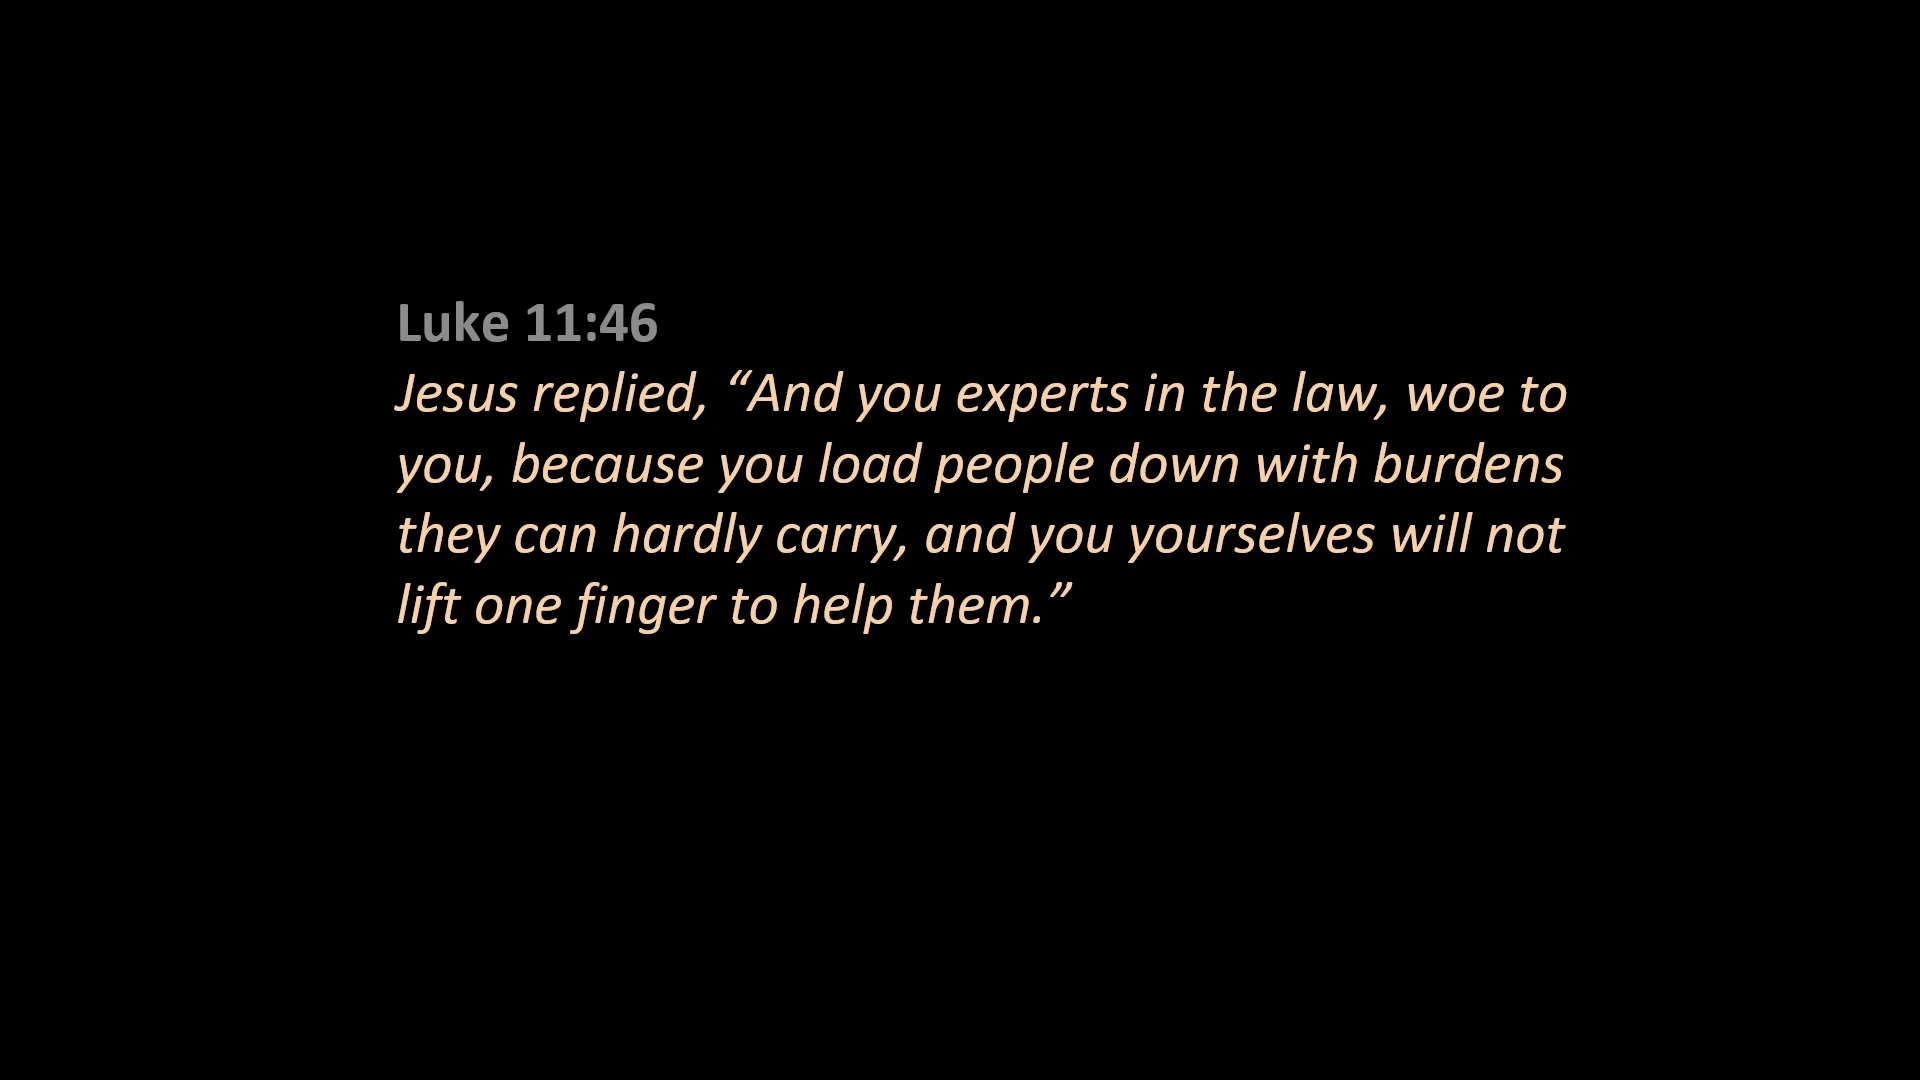 Luke 11:46
Jesus replied, “And you experts in the law, woe to
you, because you load people down with burdens
they can hardly carry, and you yourselves will not
lift one finger to help them.”